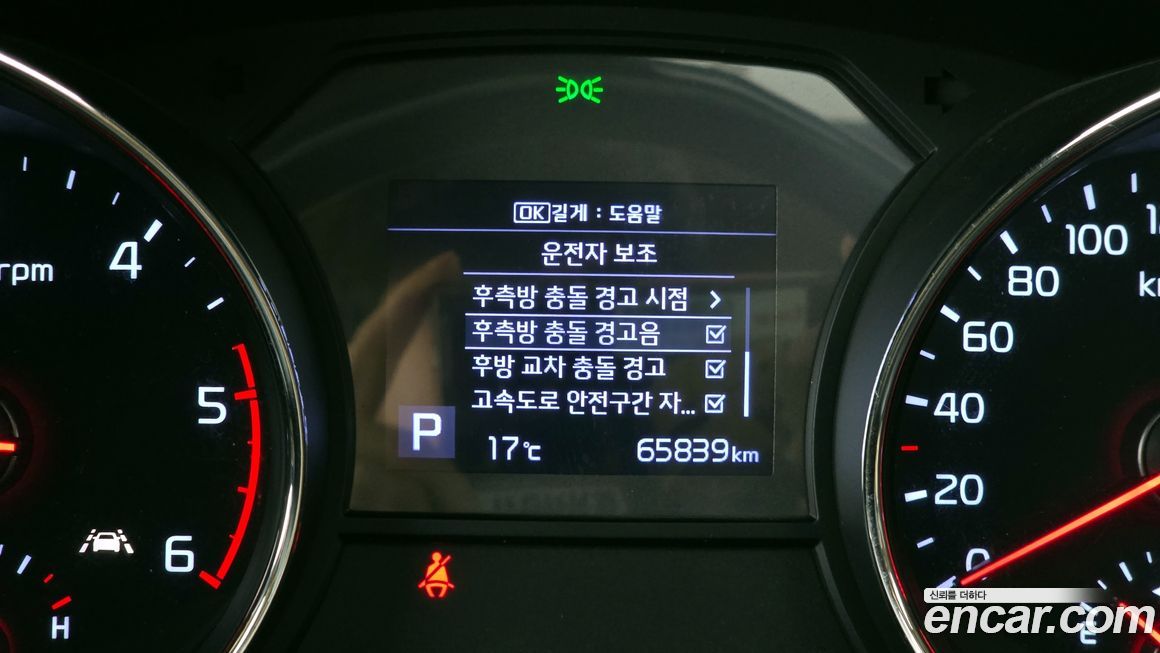 OK길게 : 도움말
운전자 보조
후측방 충돌 경고 시점
후측방 충돌 경고음
후방 교차 충돌 경고
고속도로 안전구간 자...
P
17℃
65839km
rpm
4
5
6
H
100
80
60
40
20
0
E
신뢰를 더하다
encar.com